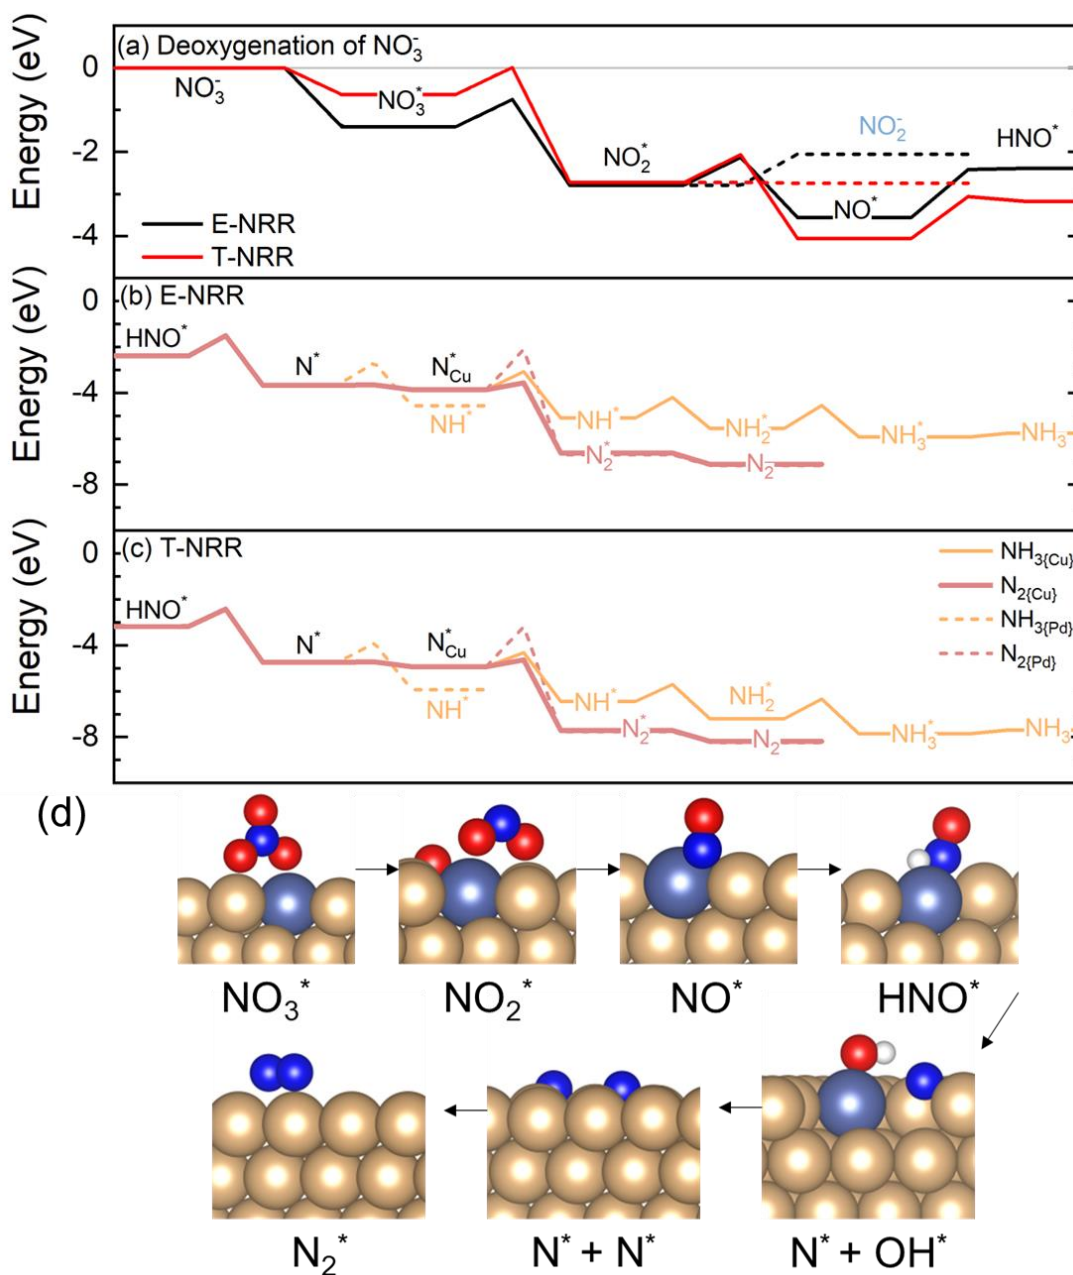 (a) Deoxygenation of NO₃⁻
Energy (eV)
0
-2
-4
NO₃⁻
NO₃*
NO₂*
NO₂⁻
NO*
HNO*
E-NRR
T-NRR
(b) E-NRR
Energy (eV)
0
-4
-8
HNO*
N*
N*Cu
NH*
NH*
NH₂*
NH₃*
NH₃
N₂*
N₂
(c) T-NRR
Energy (eV)
0
-4
-8
HNO*
N*
N*Cu
NH*
NH*
NH₂*
NH₃*
NH₃
N₂*
N₂
NH₃{Cu}
N₂{Cu}
NH₃{Pd}
N₂{Pd}
(d)
NO₃* NO₂* NO* HNO*
N₂* N* + N* N* + OH*